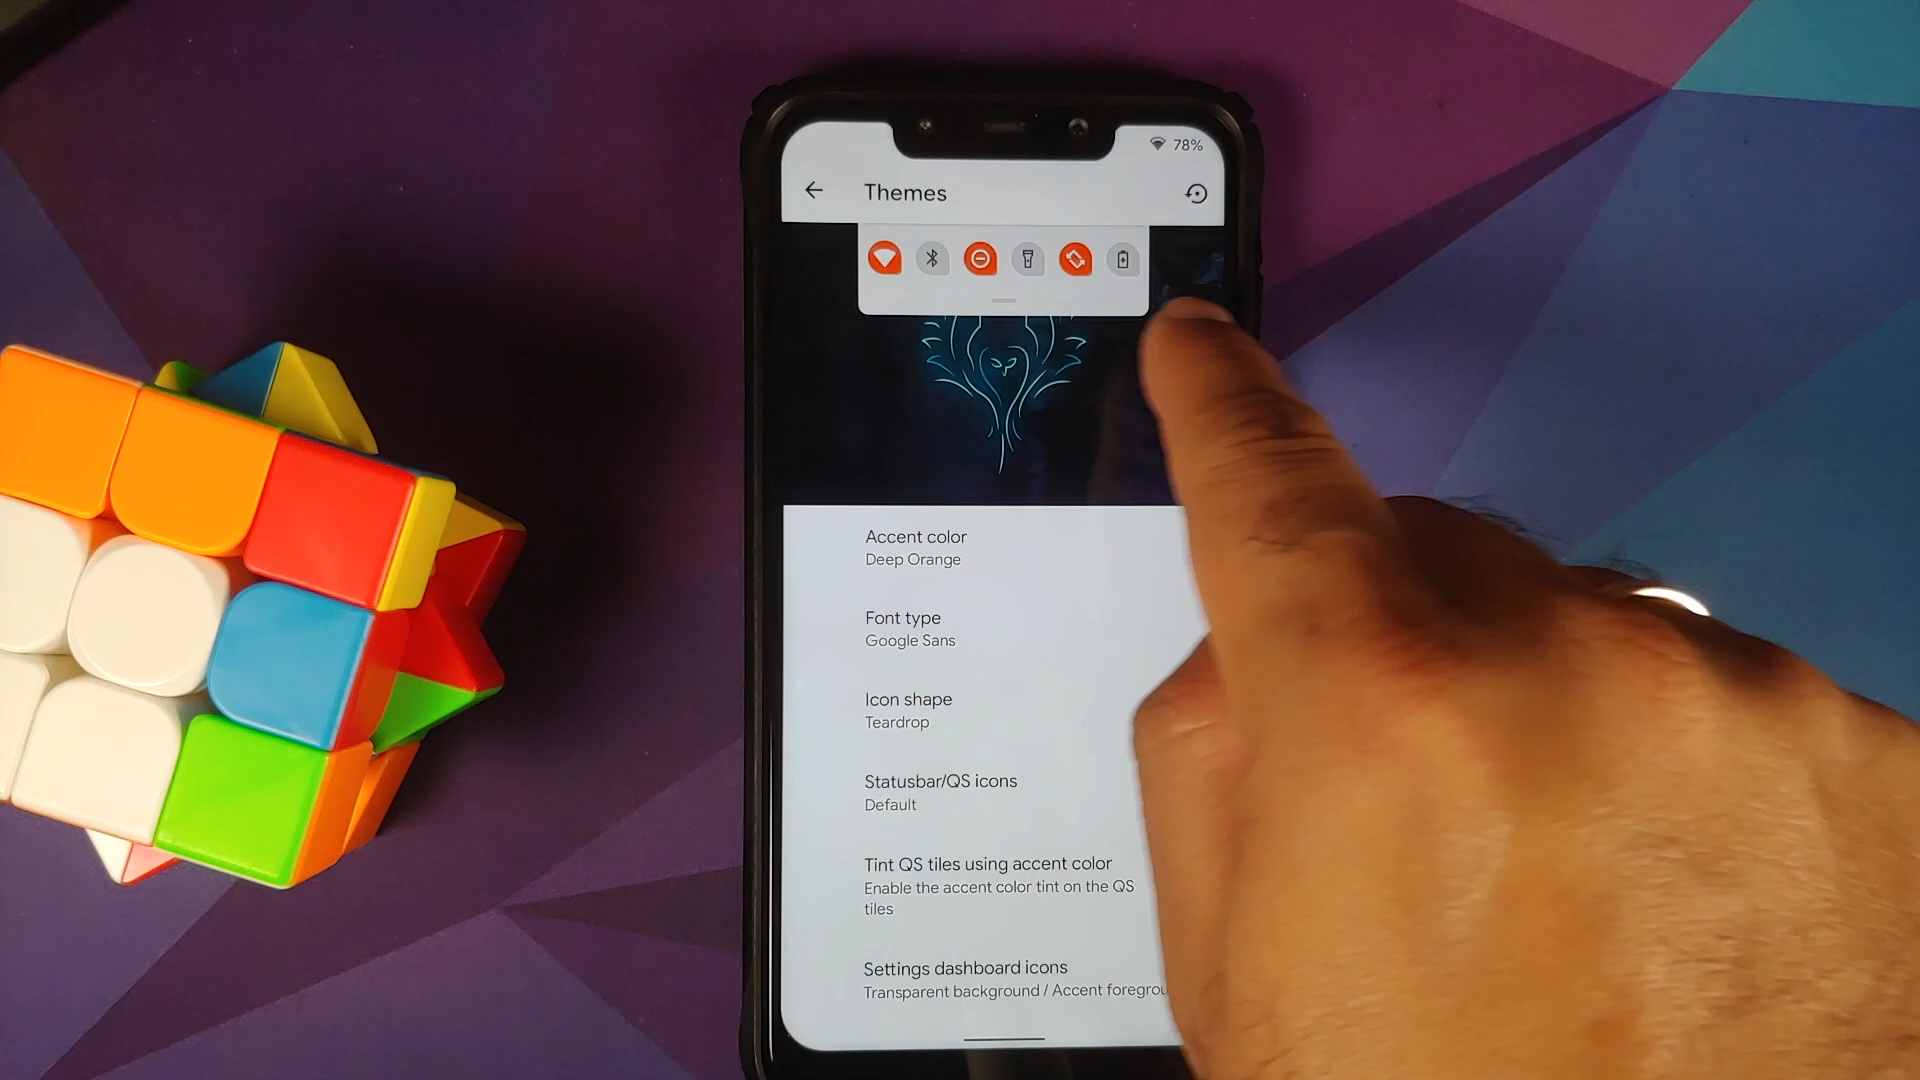 78%
Themes
Accent color
Deep Orange
Font type
Google Sans
Icon shape
Teardrop
Statusbar/QS icons
Default
Tint QS tiles using accent color
Enable the accent color tint on the QS
tiles
Settings dashboard icons
Transparent background / Accent